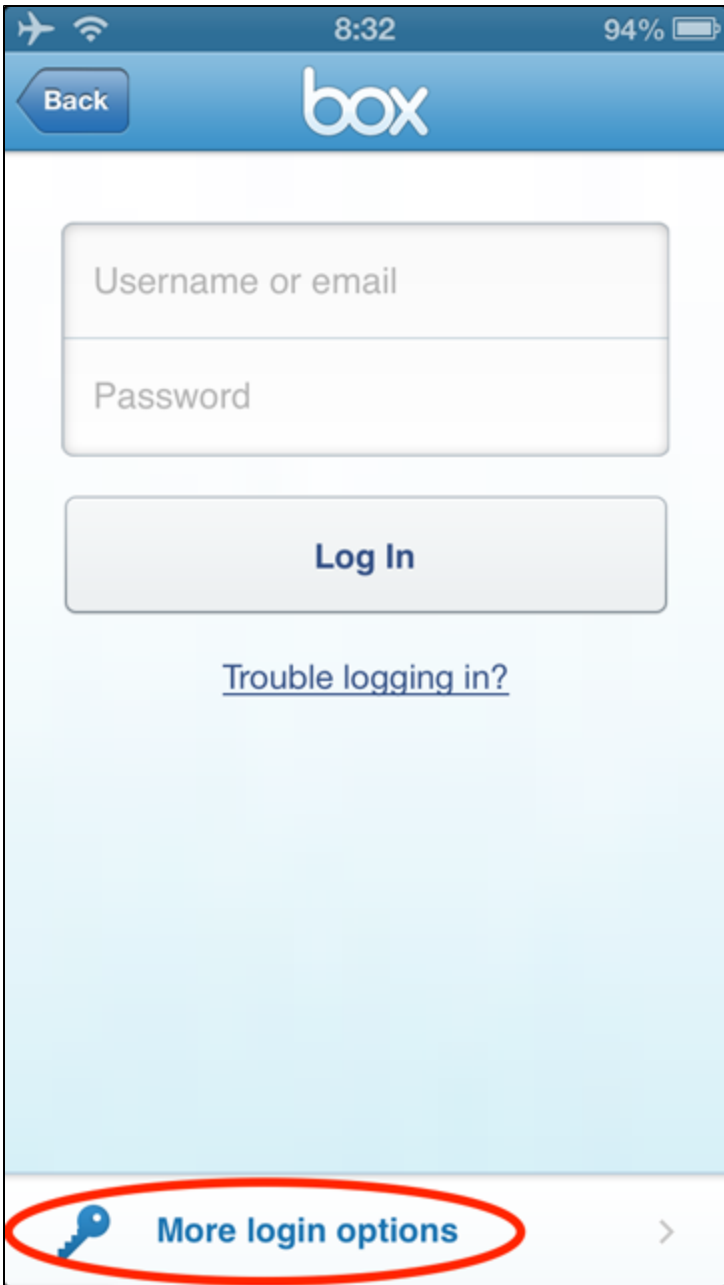 8:32
94%
Back
box
Username or email
Password
Log In
Trouble logging in?
More login options